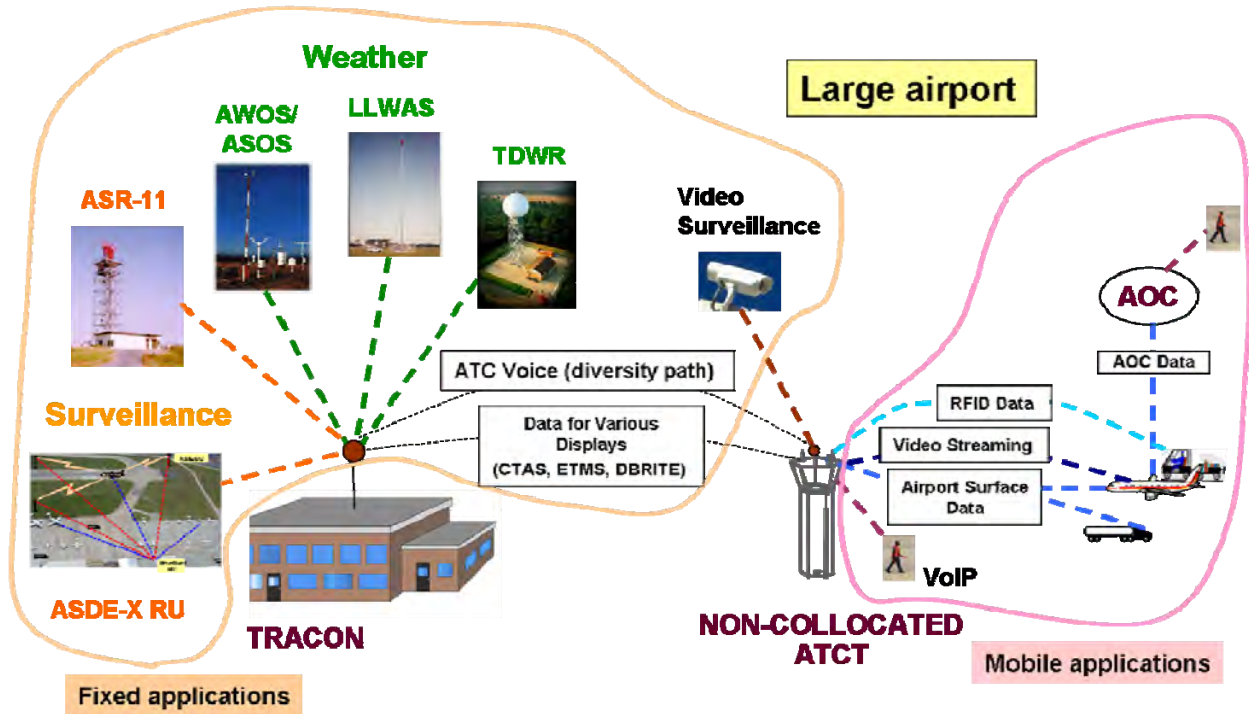 Weather
Large airport
AWOS/
ASOS
LLWAS
TDWR
ASR-11
Video
Surveillance
AOC
AOC Data
ATC Voice (diversity path)
Surveillance
RFID Data
Data for Various
Displays
(CTAS, ETMS, DBRITE)
Video Streaming
Airport Surface
Data
VoIP
ASDE-X RU
TRACON
NON-COLLOCATED
ATCT
Mobile applications
Fixed applications